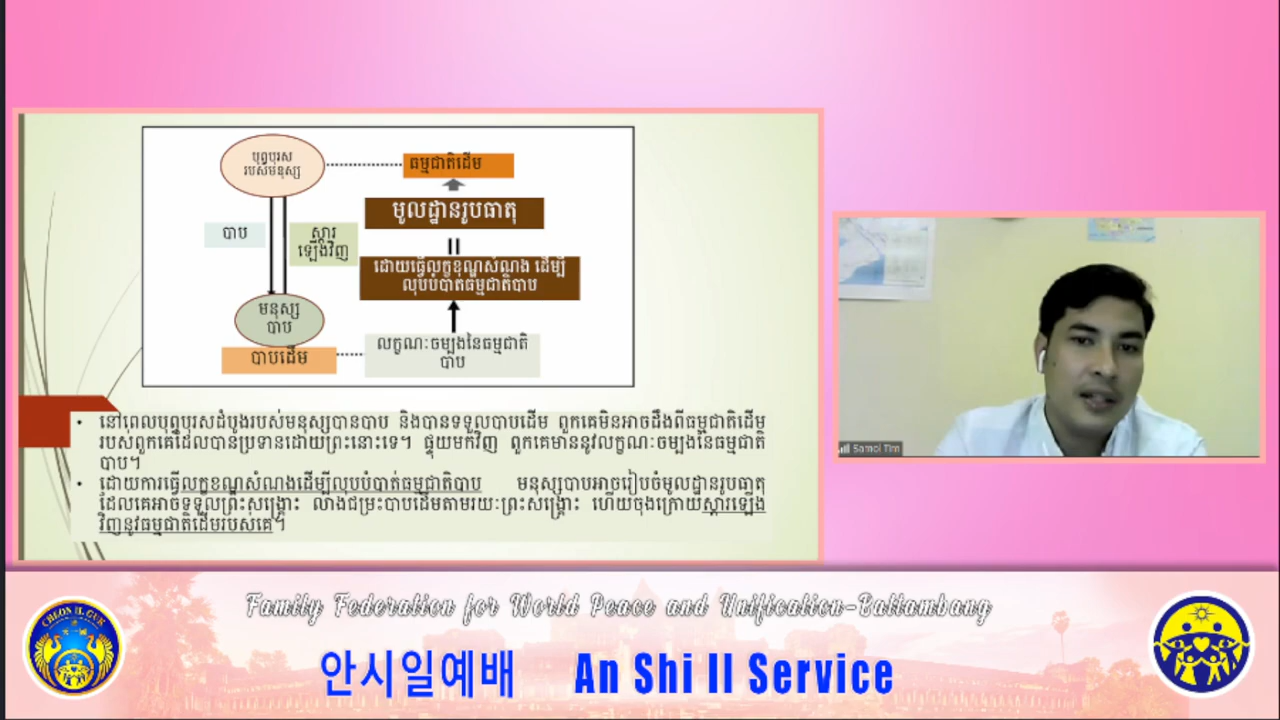 បុព្វបុរស
របស់មនុស្ស
ធម្មជាតិដើម
មូលដ្ឋានរូបធាតុ
បាប
ស្តារ
ឡើងវិញ
ដោយធ្វើលក្ខខណ្ឌសំណង ដើម្បី
លុបបំបាត់ធម្មជាតិបាប
មនុស្ស
បាប
បាបដើម
លក្ខណៈចម្បងនៃធម្មជាតិ
បាប
• នៅពេលបុព្វបុរសដំបូងរបស់មនុស្សបានបាប និងបានទទួលបាបដើម ពួកគេមិនអាចដឹងពីធម្មជាតិដើម
របស់ពួកគេដែលបានប្រទានដោយព្រះនោះទេ។ ផ្ទុយមកវិញ ពួកគេមាននូវលក្ខណៈចម្បងនៃធម្មជាតិ
បាប។
• ដោយការធ្វើលក្ខខណ្ឌសំណងដើម្បីលុបបំបាត់ធម្មជាតិបាប មនុស្សបាបអាចរៀបចំមូលដ្ឋានរូបធាតុ
ដែលគេអាចទទួលព្រះសង្គ្រោះ លាងជម្រះបាបដើមតាមរយៈព្រះសង្គ្រោះ ហើយចុងក្រោយស្តារឡើង
វិញនូវធម្មជាតិដើមរបស់គេ។
Samol Tim
Family Federation for World Peace and Unification-Battambang
CHEON IL GUK
안시일예배 An Shi Il Service